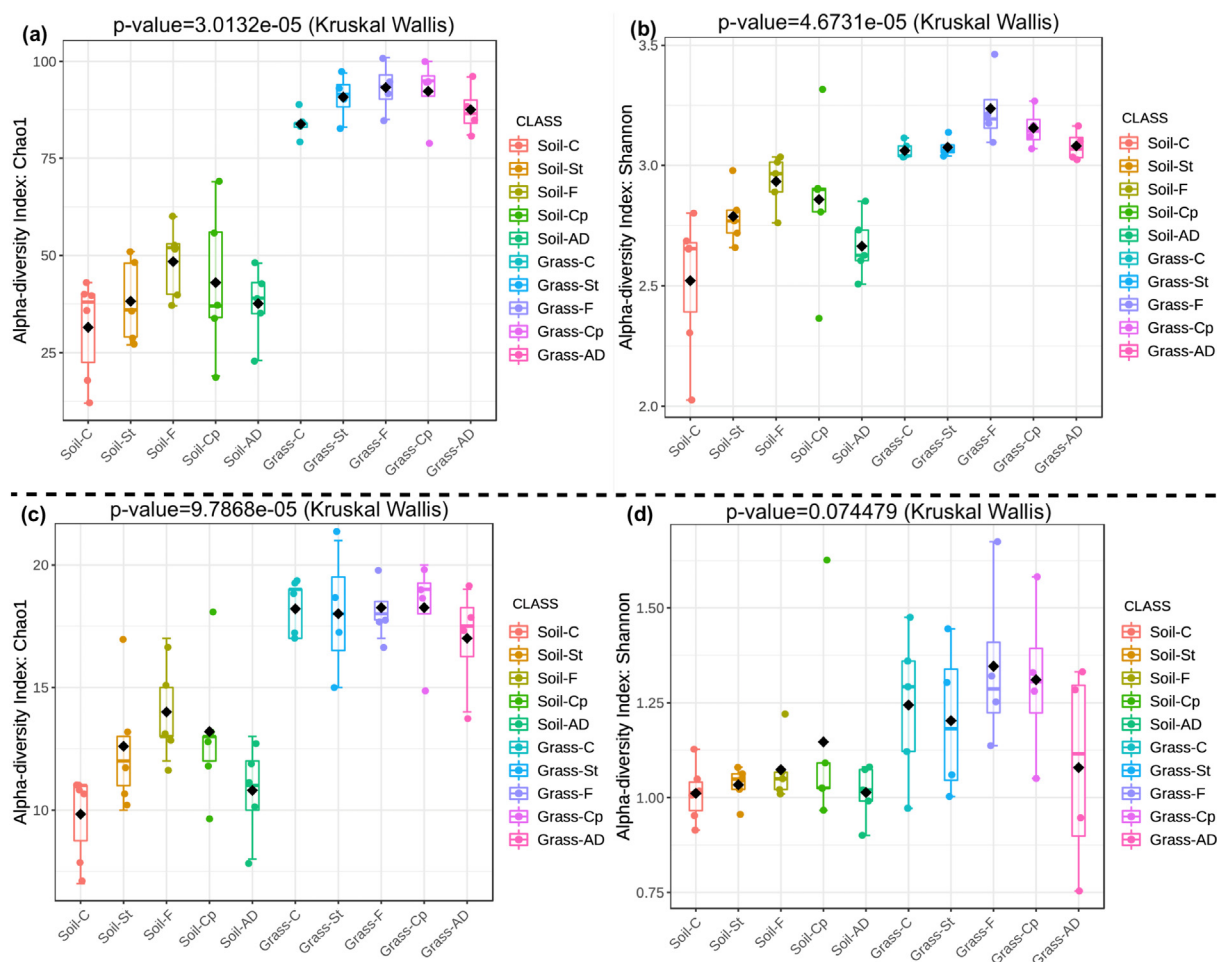 (a)
p-value=3.0132e-05 (Kruskal Wallis)
Alpha-diversity Index: Chao1
100
75
50
25
Soil-C
Soil-St
Soil-F
Soil-Cp
Soil-AD
Grass-C
Grass-St
Grass-F
Grass-Cp
Grass-AD
CLASS
Soil-C
Soil-St
Soil-F
Soil-Cp
Soil-AD
Grass-C
Grass-St
Grass-F
Grass-Cp
Grass-AD
(b)
p-value=4.6731e-05 (Kruskal Wallis)
Alpha-diversity Index: Shannon
3.5
3.0
2.5
2.0
Soil-C
Soil-St
Soil-F
Soil-Cp
Soil-AD
Grass-C
Grass-St
Grass-F
Grass-Cp
Grass-AD
CLASS
Soil-C
Soil-St
Soil-F
Soil-Cp
Soil-AD
Grass-C
Grass-St
Grass-F
Grass-Cp
Grass-AD
(c)
p-value=9.7868e-05 (Kruskal Wallis)
Alpha-diversity Index: Chao1
20
15
10
Soil-C
Soil-St
Soil-F
Soil-Cp
Soil-AD
Grass-C
Grass-St
Grass-F
Grass-Cp
Grass-AD
CLASS
Soil-C
Soil-St
Soil-F
Soil-Cp
Soil-AD
Grass-C
Grass-St
Grass-F
Grass-Cp
Grass-AD
(d)
p-value=0.074479 (Kruskal Wallis)
Alpha-diversity Index: Shannon
1.50
1.25
1.00
0.75
Soil-C
Soil-St
Soil-F
Soil-Cp
Soil-AD
Grass-C
Grass-St
Grass-F
Grass-Cp
Grass-AD
CLASS
Soil-C
Soil-St
Soil-F
Soil-Cp
Soil-AD
Grass-C
Grass-St
Grass-F
Grass-Cp
Grass-AD